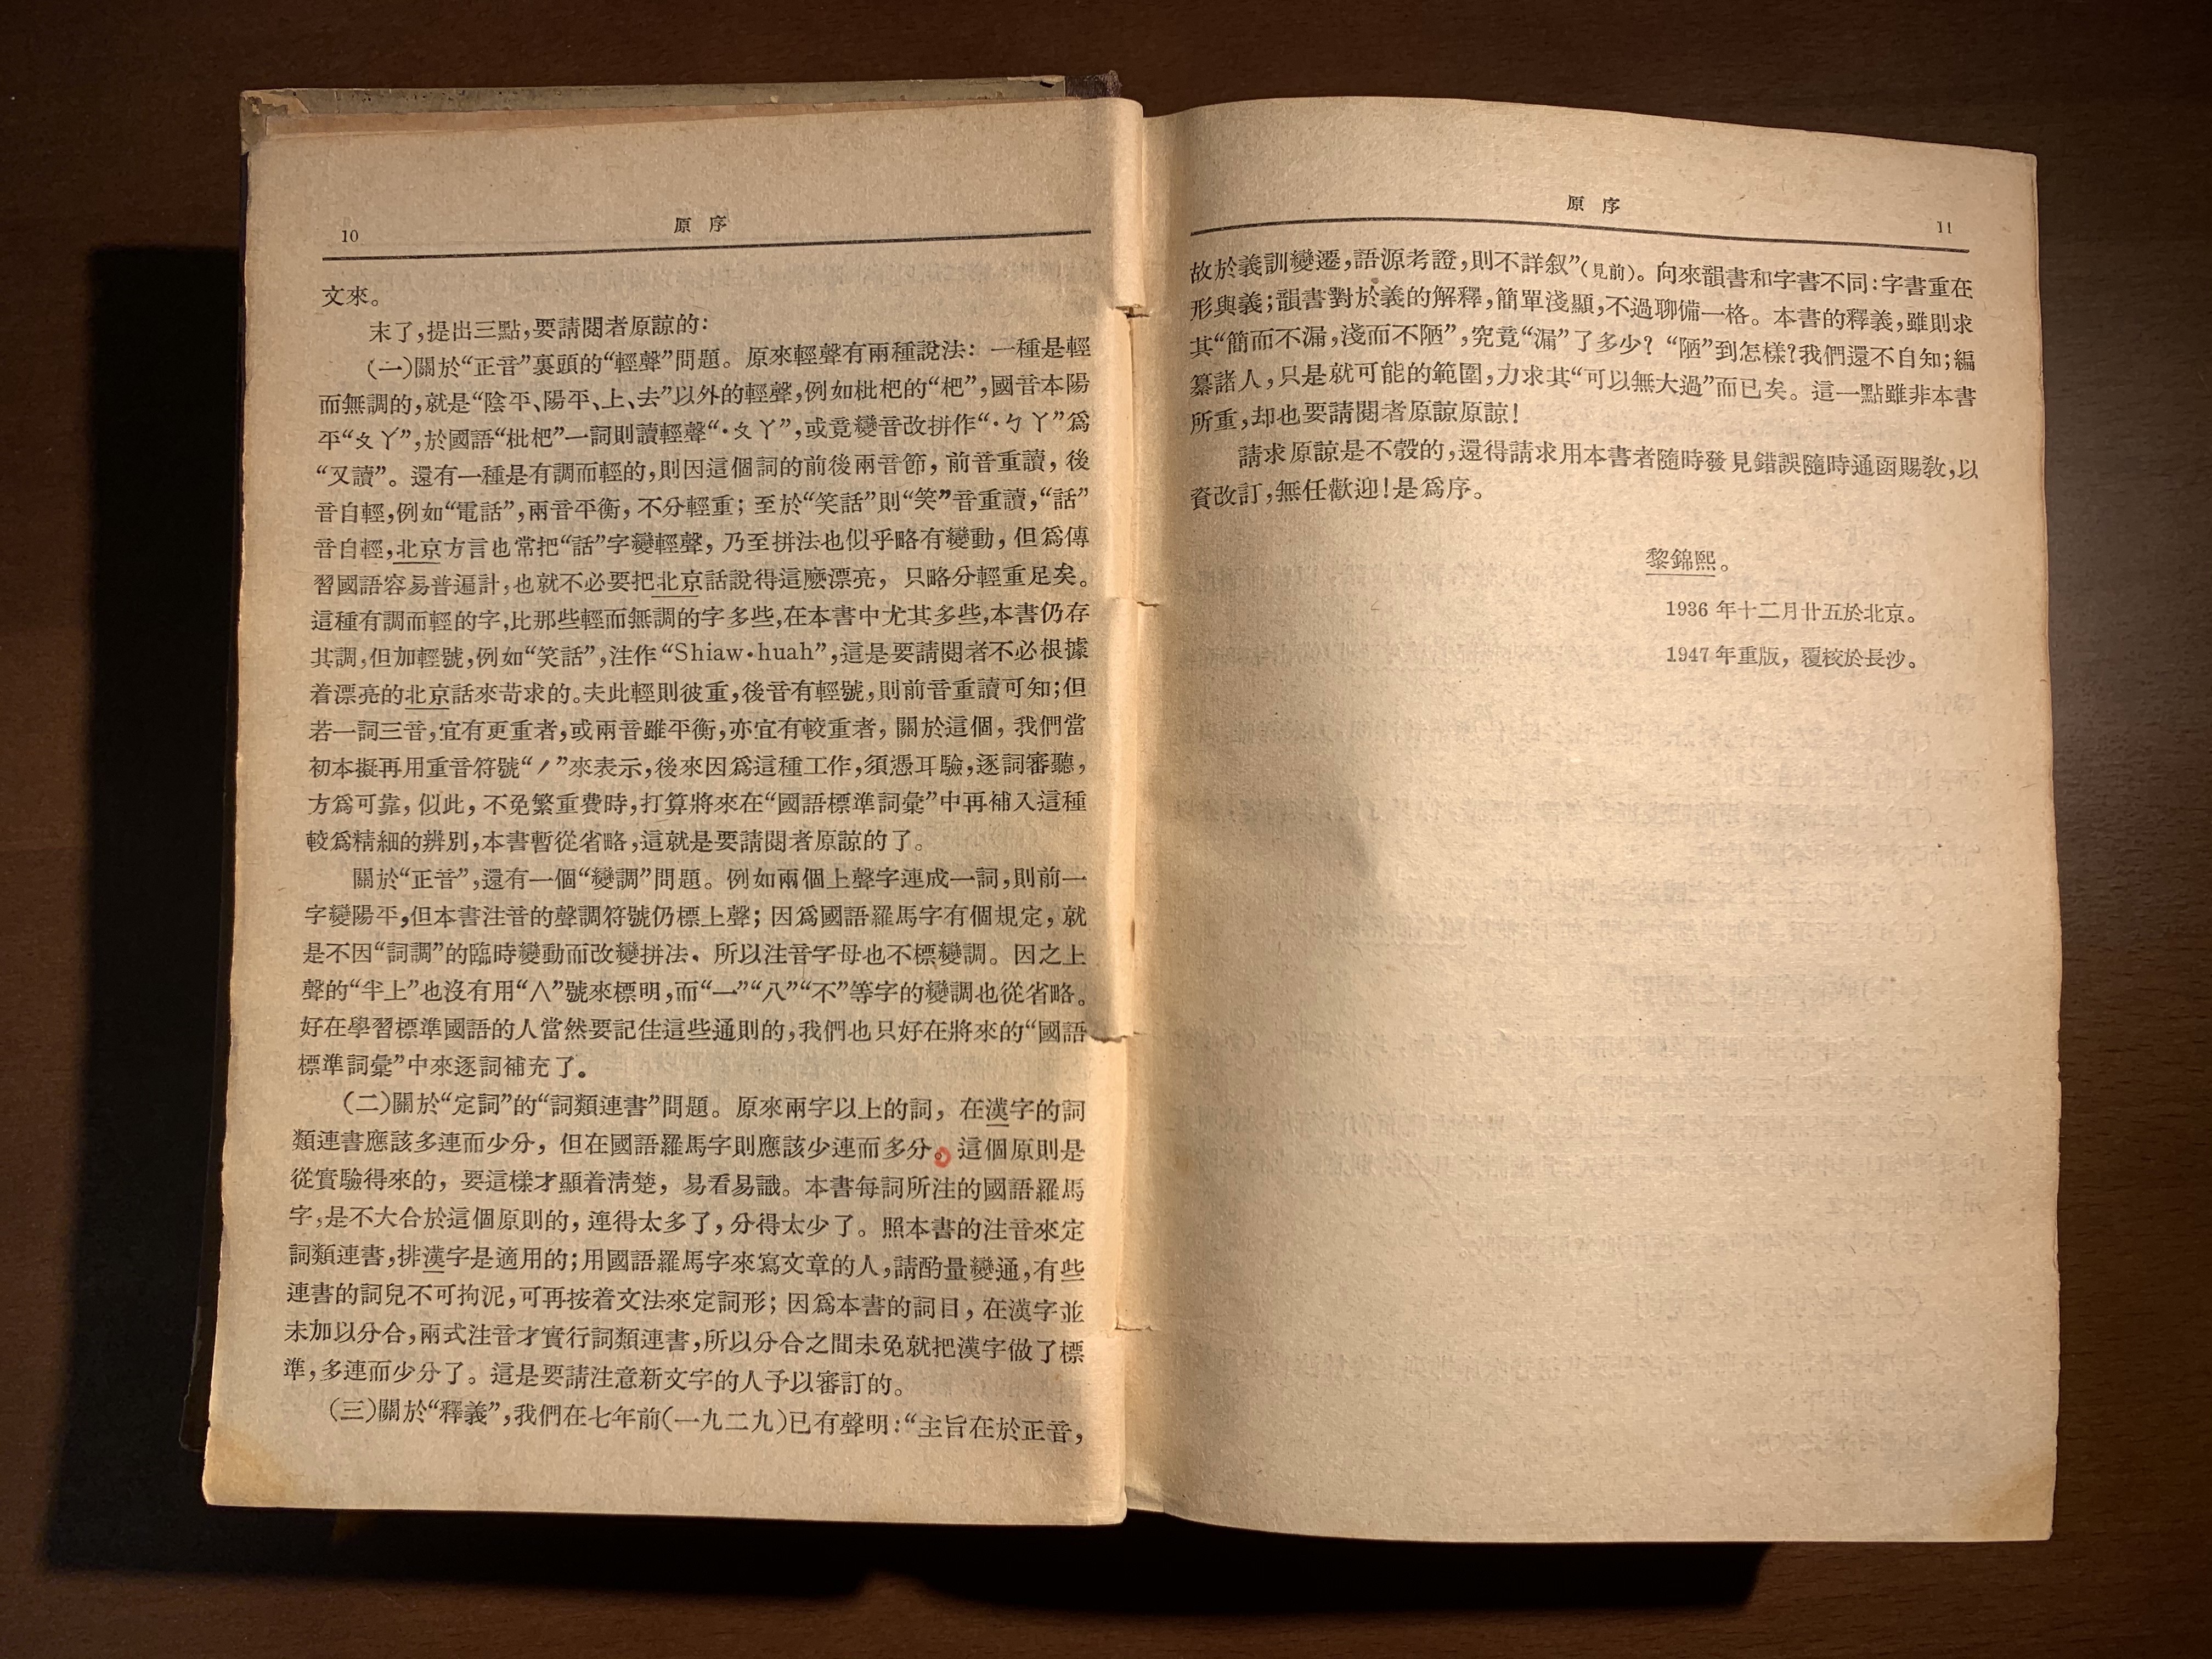 10
原序
文來。
末了，提出三點，要請閱者原諒的：
（一）關於“正音”裏頭的“輕聲”問題。原來輕聲有兩種說法：一種是輕
而無調的，就是“陰平、陽平、上、去”以外的輕聲，例如枇杷的“杷”，國音本陽
平“ㄆㄚˊ”，於國語“枇杷”一詞則讀輕聲“·ㄆㄚ”，或竟變音改拼作“·ㄅㄚ”爲
“又讀”。還有一種是有調而輕的，則因這個詞的前後兩音節，前音重讀，後
音自輕，例如“電話”，兩音平衡，不分輕重；至於“笑話”則“笑”音重讀，“話”
音自輕，北京方言也常把“話”字變輕聲，乃至拼法也似乎略有變動，但爲傳
習國語容易普遍計，也就不必要把北京話說得這麽漂亮，只略分輕重足矣。
這種有調而輕的字，比那些輕而無調的字多些，在本書中尤其多些，本書仍存
其調，但加輕號，例如“笑話”，注作“Shiaw·huah”，這是要請閱者不必根據
着漂亮的北京話來苛求的。夫此輕則彼重，後音有輕號，則前音重讀可知；但
若一詞三音，宜有更重者，或兩音雖平衡，亦宜有較重者，關於這個，我們當
初本擬再用重音符號“ˊ”來表示，後來因爲這種工作，須憑耳驗，逐詞審聽，
方爲可靠，似此，不免繁重費時，打算將來在“國語標準詞彙”中再補入這種
較爲精細的辨別，本書暫從省略，這就是要請閱者原諒的了。
關於“正音”，還有一個“變調”問題。例如兩個上聲字連成一詞，則前一
字變陽平，但本書注音的聲調符號仍標上聲；因爲國語羅馬字有個規定，就
是不因“詞調”的臨時變動而改變拼法，所以注音字母也不標變調。因之上
聲的“半上”也沒有用“八”號來標明，而“一”“八”“不”等字的變調也從省略。
好在學習標準國語的人當然要記住這些通則的，我們也只好在將來的“國語
標準詞彙”中來逐詞補充了。
（二）關於“定詞”的“詞類連書”問題。原來兩字以上的詞，在漢字的詞
類連書應該多連而少分，但在國語羅馬字則應該少連而多分。這個原則是
從實驗得來的，要這樣才顯着清楚，易看易識。本書每詞所注的國語羅馬
字，是不大合於這個原則的，連得太多了，分得太少了。照本書的注音來定
詞類連書，排漢字是適用的；用國語羅馬字來寫文章的人，請酌量變通，有些
連書的詞兒不可拘泥，可再按着文法來定詞形；因爲本書的詞目，在漢字並
未加以分合，兩式注音才實行詞類連書，所以分合之間未免就把漢字做了標
準，多連而少分了。這是要請注意新文字的人予以審訂的。
（三）關於“釋義”，我們在七年前（一九二九）已有聲明：“主旨在於正音，
原序
11
故於義訓變遷，語源考證，則不詳叙”（見前）。向來韻書和字書不同：字書重在
形與義；韻書對於義的解釋，簡單淺顯，不過聊備一格。本書的釋義，雖則求
其“簡而不漏，淺而不陋”，究竟“漏”了多少？“陋”到怎樣？我們還不自知；編
纂諸人，只是就可能的範圍，力求其“可以無大過”而已矣。這一點雖非本書
所重，却也要請閱者原諒原諒！
請求原諒是不彀的，還得請求用本書者隨時發見錯誤隨時通函賜教，以
資改訂，無任歡迎！是爲序。
黎錦熙。
1936年十二月廿五於北京。
1947年重版，覆校於長沙。